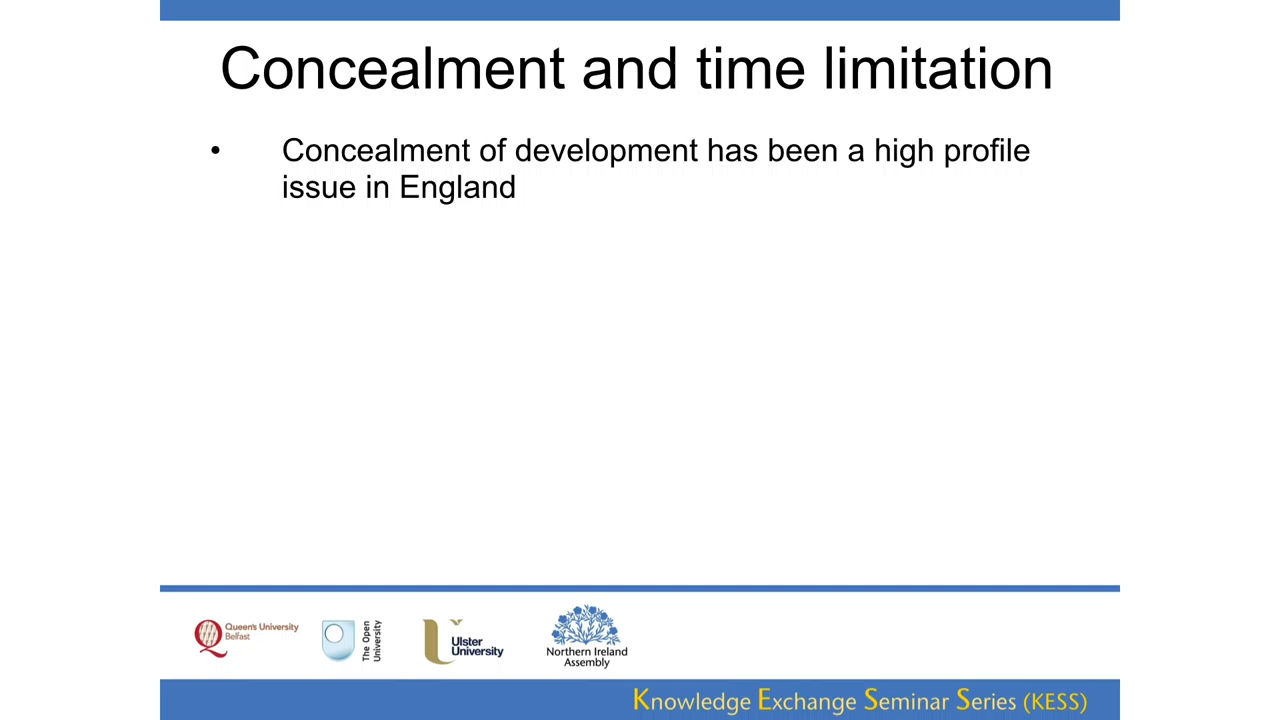 Concealment and time limitation
• Concealment of development has been a high profile
issue in England
Queen's University
Belfast
The Open
University
Ulster
University
Northern Ireland
Assembly
Knowledge Exchange Seminar Series (KESS)